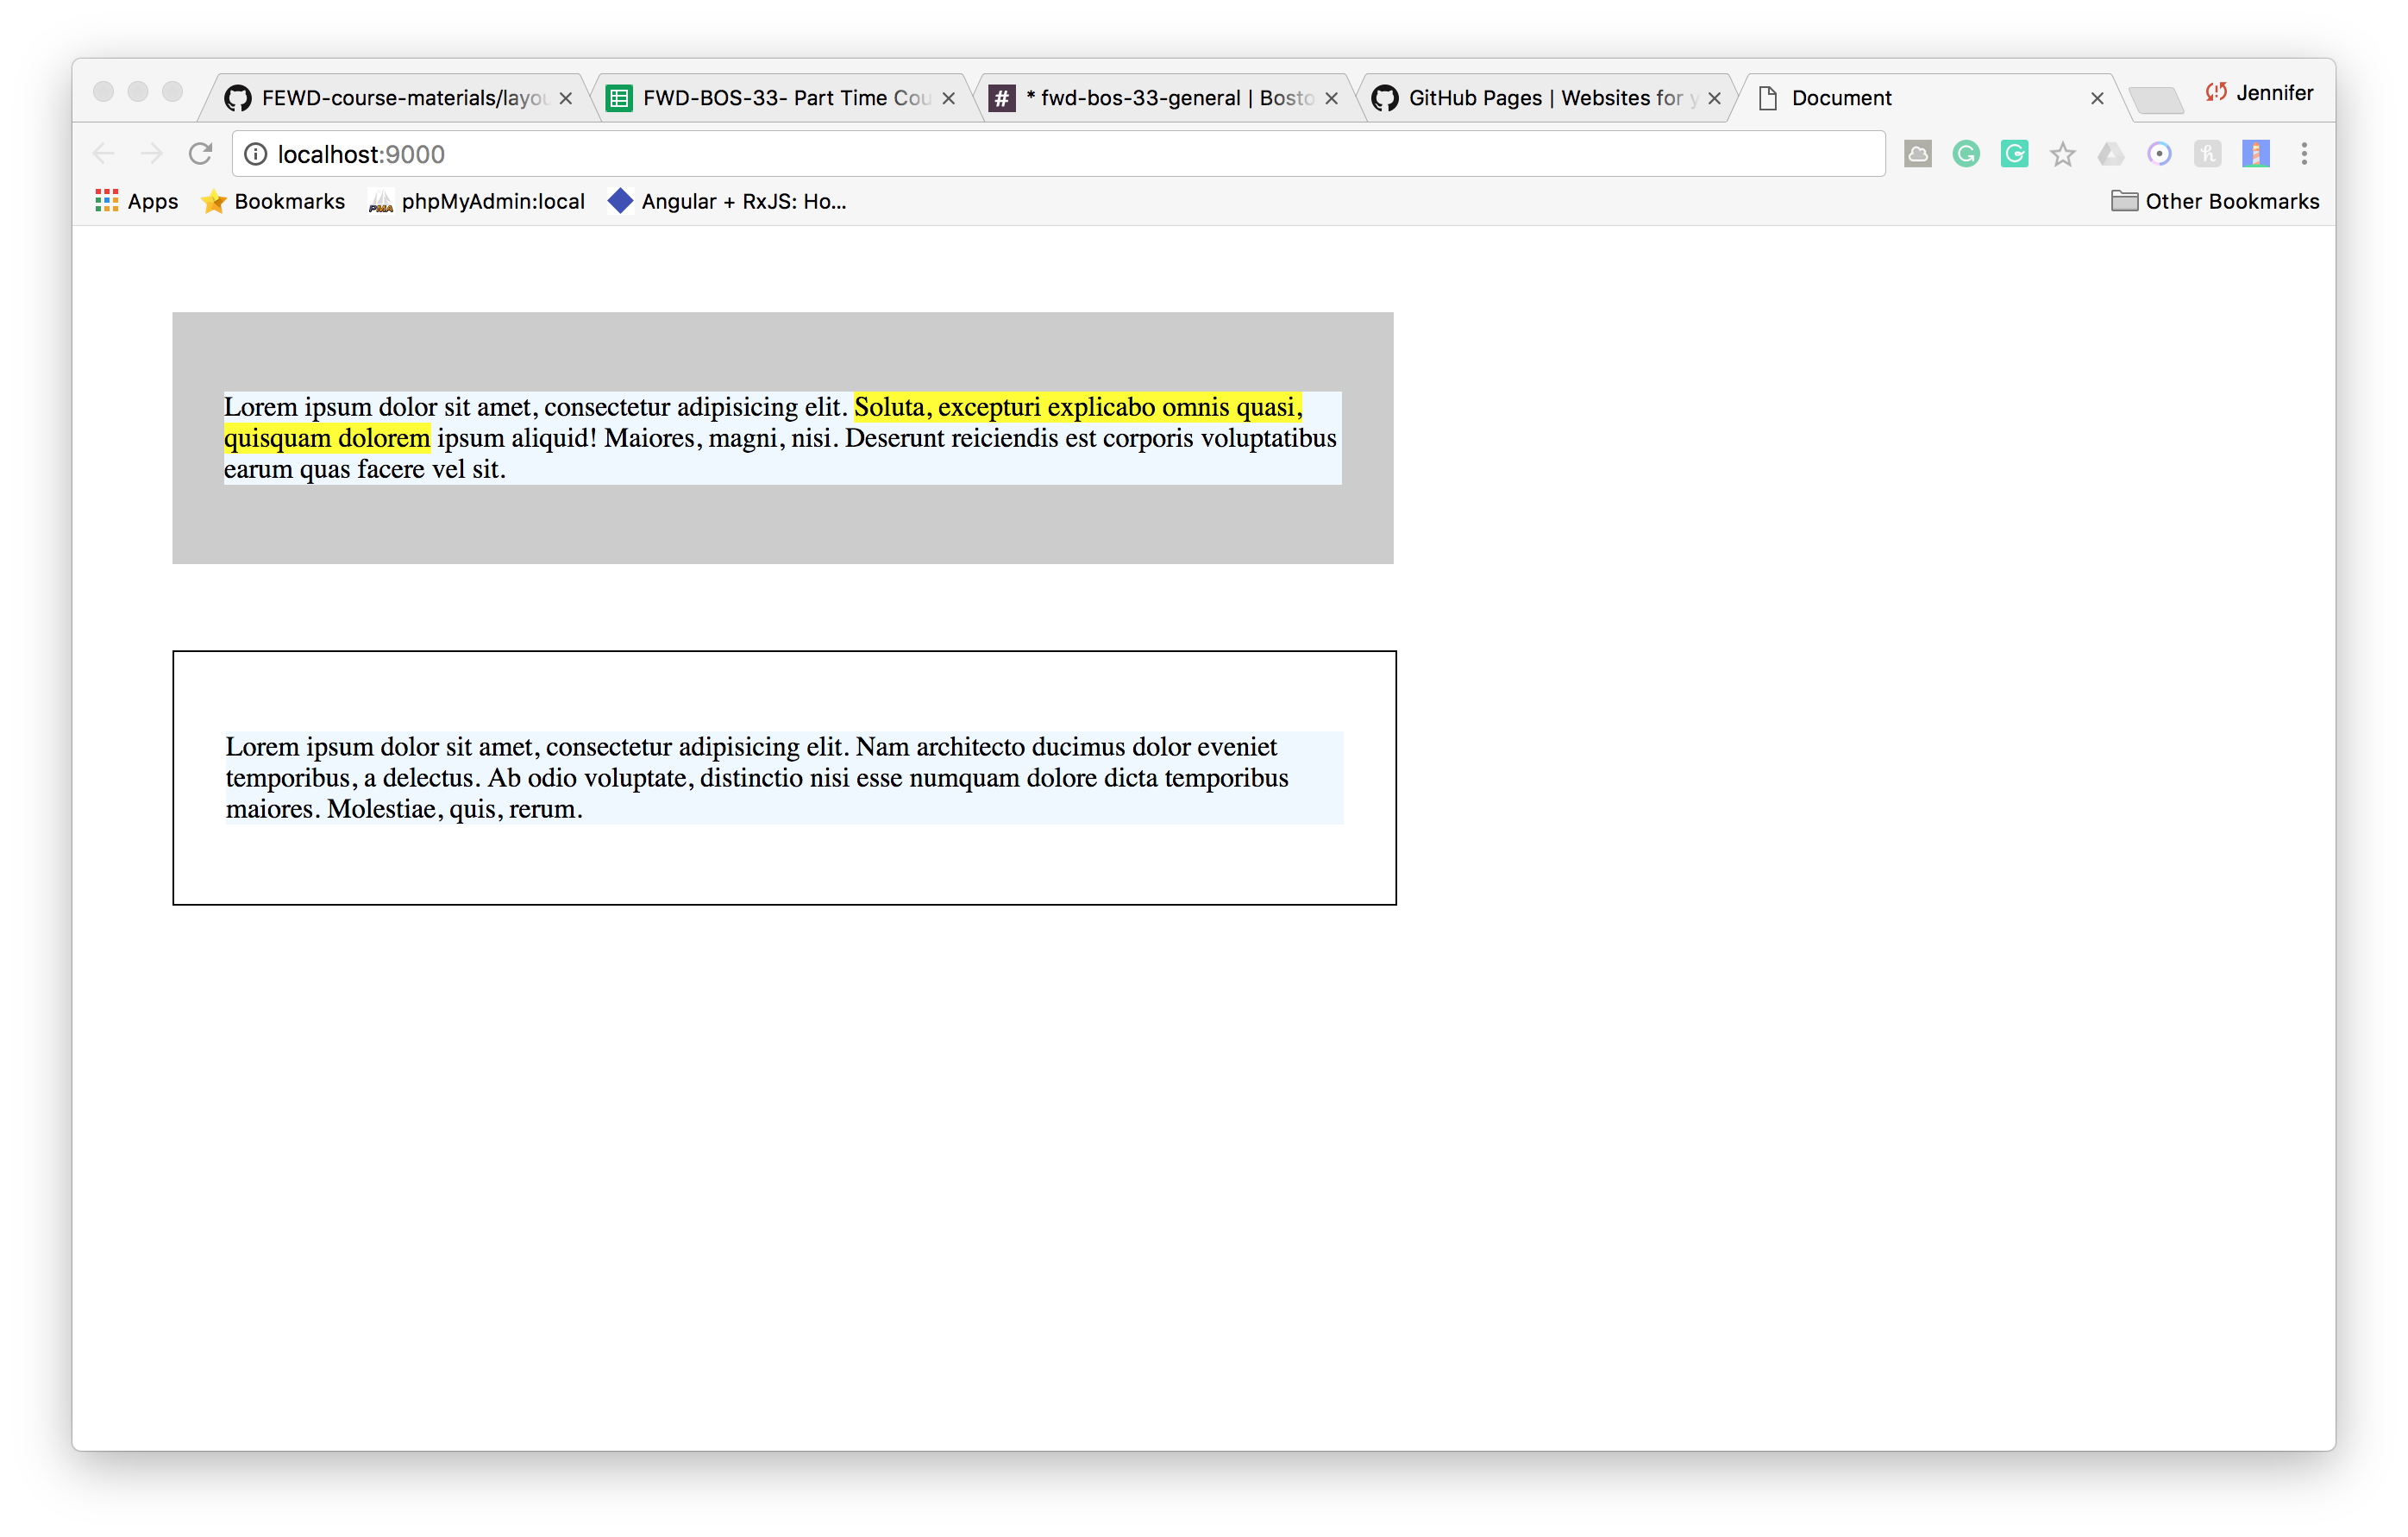 FEWD-course-materials/layou
FWD-BOS-33- Part Time Cou
# * fwd-bos-33-general | Bosto
GitHub Pages | Websites for y
Document
Jennifer
localhost:9000
Apps
Bookmarks
PMA phpMyAdmin:local
Angular + RxJS: Ho...
Other Bookmarks
Lorem ipsum dolor sit amet, consectetur adipisicing elit. Soluta, excepturi explicabo omnis quasi,
quisquam dolorem ipsum aliquid! Maiores, magni, nisi. Deserunt reiciendis est corporis voluptatibus
earum quas facere vel sit.
Lorem ipsum dolor sit amet, consectetur adipisicing elit. Nam architecto ducimus dolor eveniet
temporibus, a delectus. Ab odio voluptate, distinctio nisi esse numquam dolore dicta temporibus
maiores. Molestiae, quis, rerum.